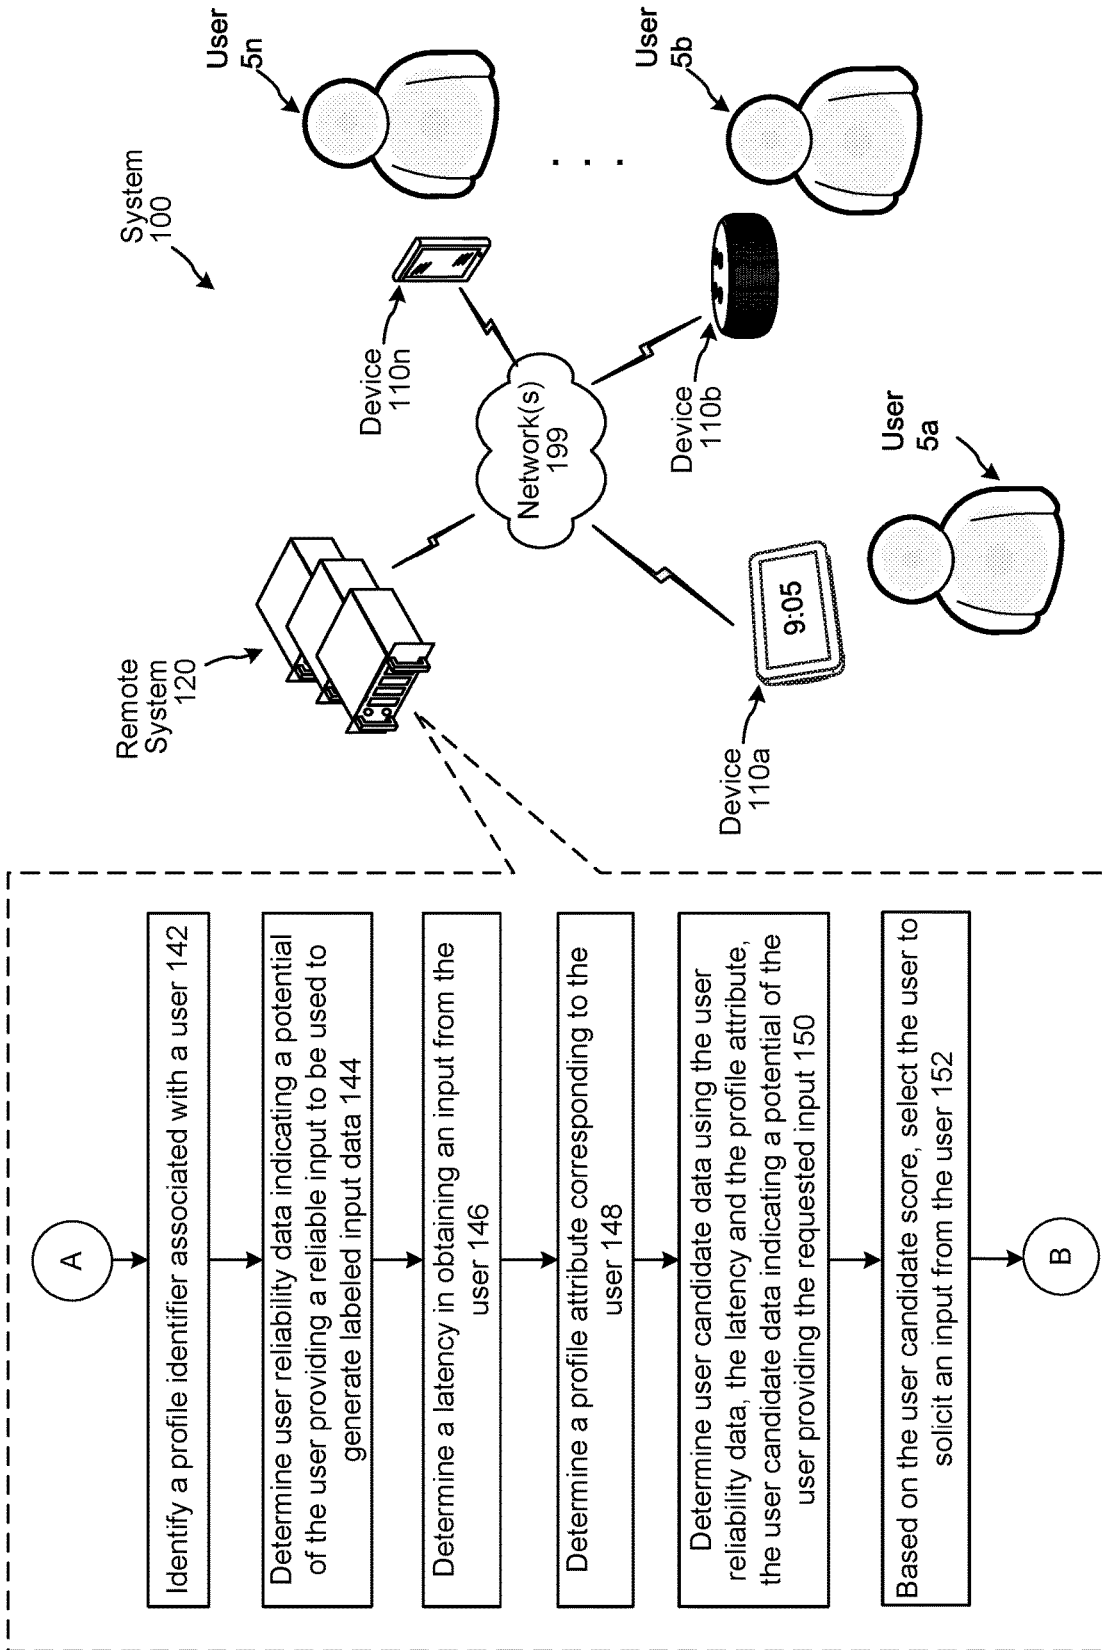 System
100
Remote
System
120
User
5n
Device
110n
Network(s)
199
User
5b
Device
110b
9:05
Device
110a
User
5a
A
Identify a profile identifier associated with a user 142
Determine user reliability data indicating a potential
of the user providing a reliable input to be used to
generate labeled input data 144
Determine a latency in obtaining an input from the
user 146
Determine a profile attribute corresponding to the
user 148
Determine user candidate data using the user
reliability data, the latency and the profile attribute,
the user candidate data indicating a potential of the
user providing the requested input 150
Based on the user candidate score, select the user to
solicit an input from the user 152
B